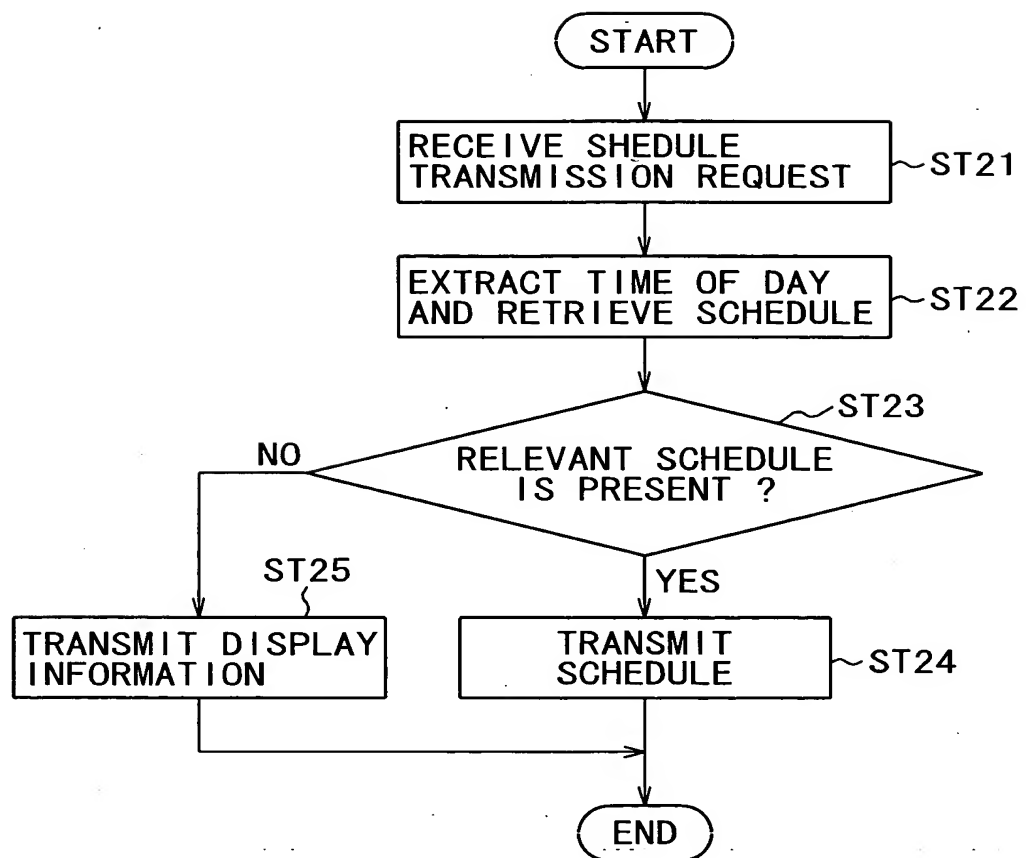 START
RECEIVE SHEDULE
TRANSMISSION REQUEST
ST21
EXTRACT TIME OF DAY
AND RETRIEVE SCHEDULE
ST22
ST23
RELEVANT SCHEDULE
IS PRESENT ?
NO
YES
ST25
TRANSMIT DISPLAY
INFORMATION
TRANSMIT
SCHEDULE
ST24
END